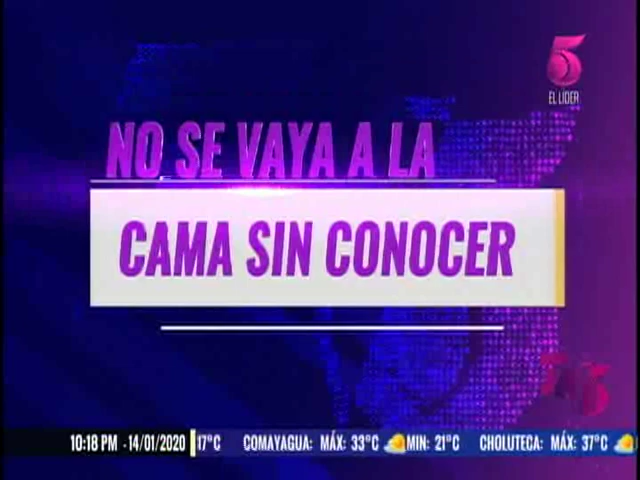 5
EL LÍDER
NO SE VAYA A LA
CAMA SIN CONOCER
10:18 PM - 14/01/2020 17°C COMAYAGUA: MÁX: 33°C MIN: 21°C CHOLUTECA: MÁX: 37°C